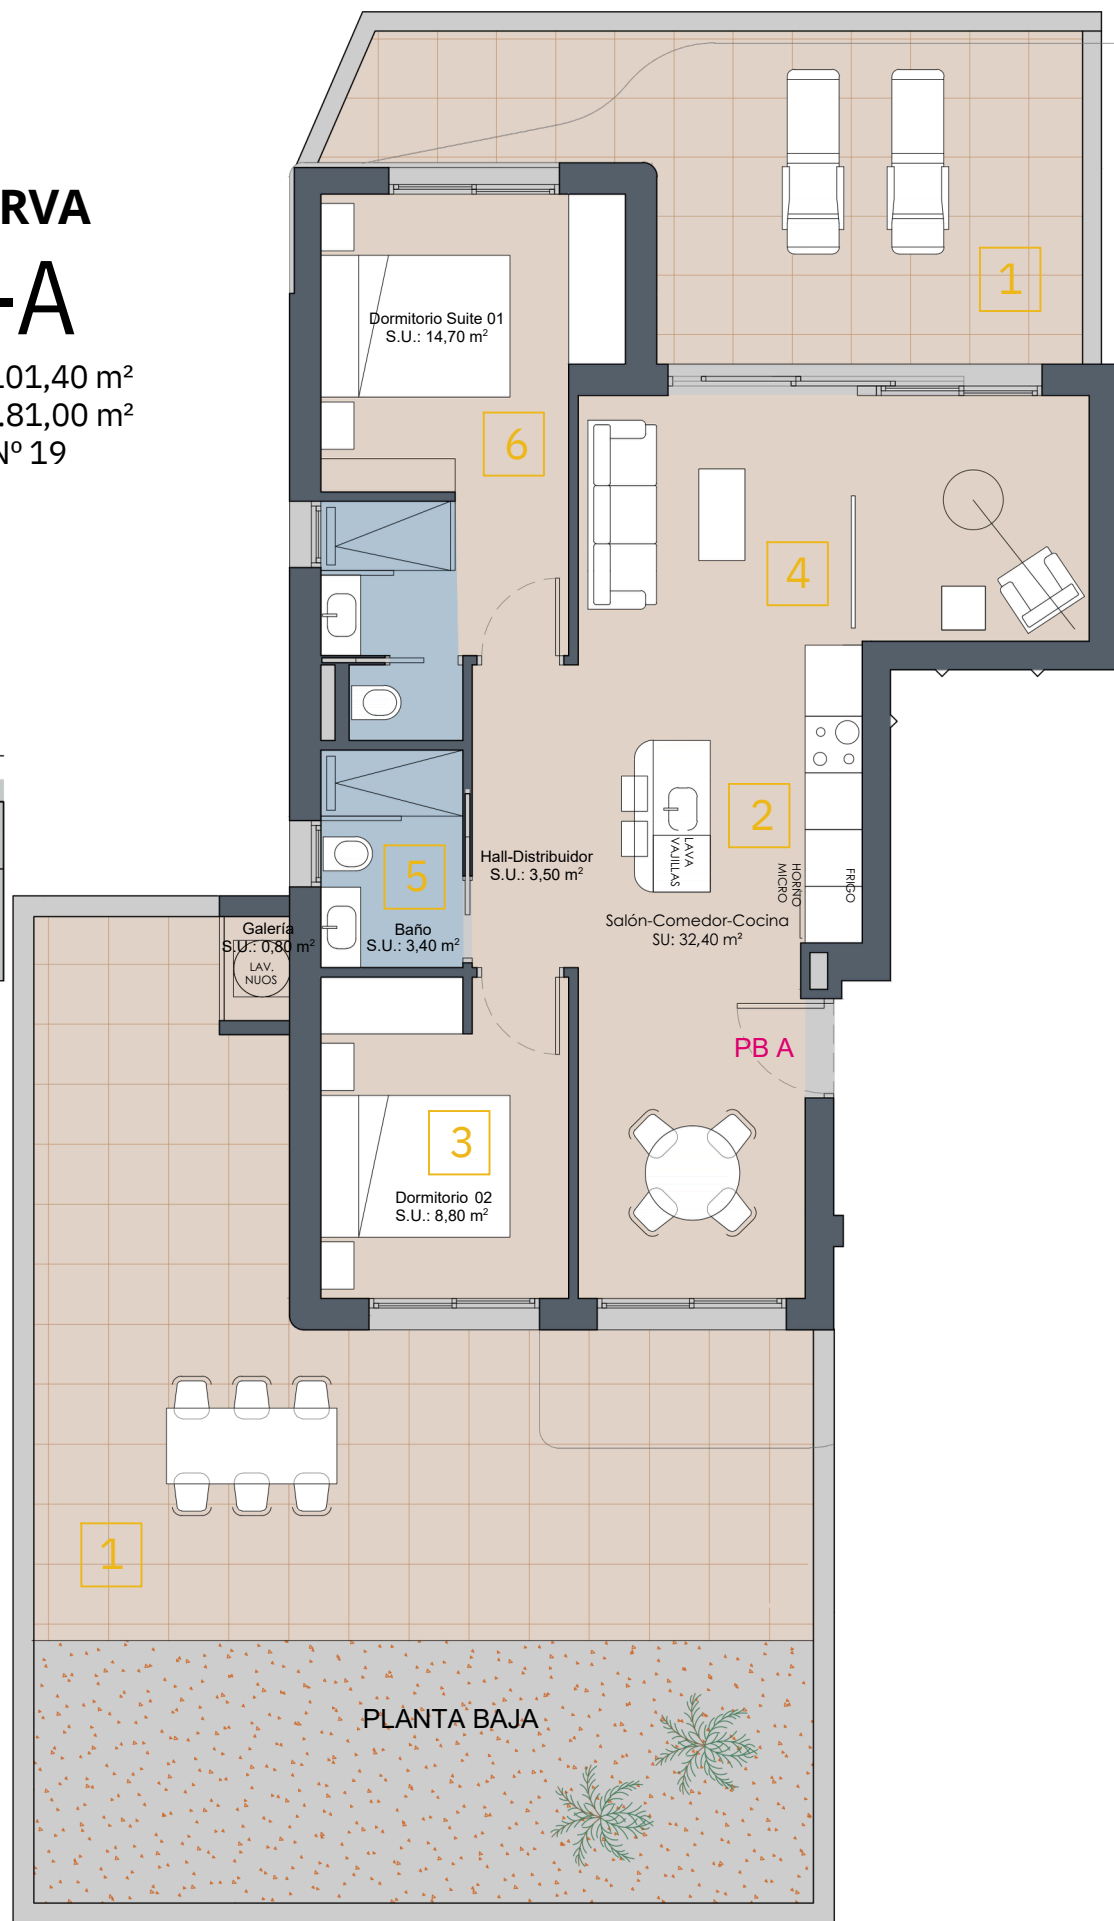 RVA
-A
101,40 m²
.81,00 m²
Nº 19
1
Dormitorio Suite 01
S.U.: 14,70 m²
6
4
2
LAVA
VAJILLAS
HORNO
MICRO
FRIGO
Hall-Distribuidor
S.U.: 3,50 m²
5
Salón-Comedor-Cocina
SU: 32,40 m²
Galería
S.U.: 0,80 m²
LAV.
NUOS
Baño
S.U.: 3,40 m²
PB A
3
Dormitorio 02
S.U.: 8,80 m²
1
PLANTA BAJA